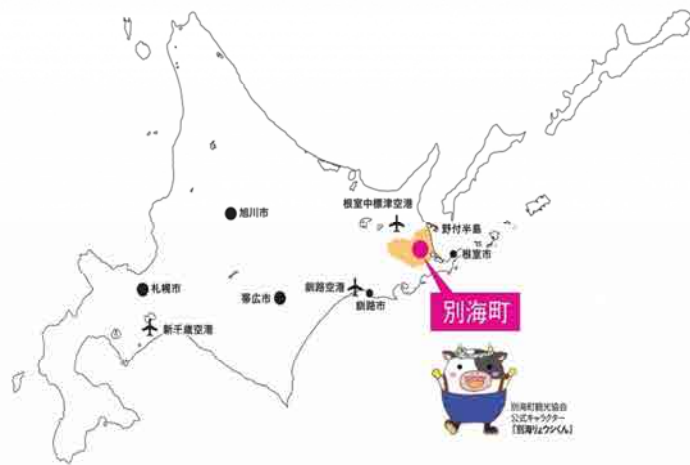 根室中標津空港
旭川市
野付半島
根室市
札幌市
帯広市
釧路空港
釧路市
別海町
新千歳空港
別海町観光協会
公式キャラクター
「別海りょウシくん」